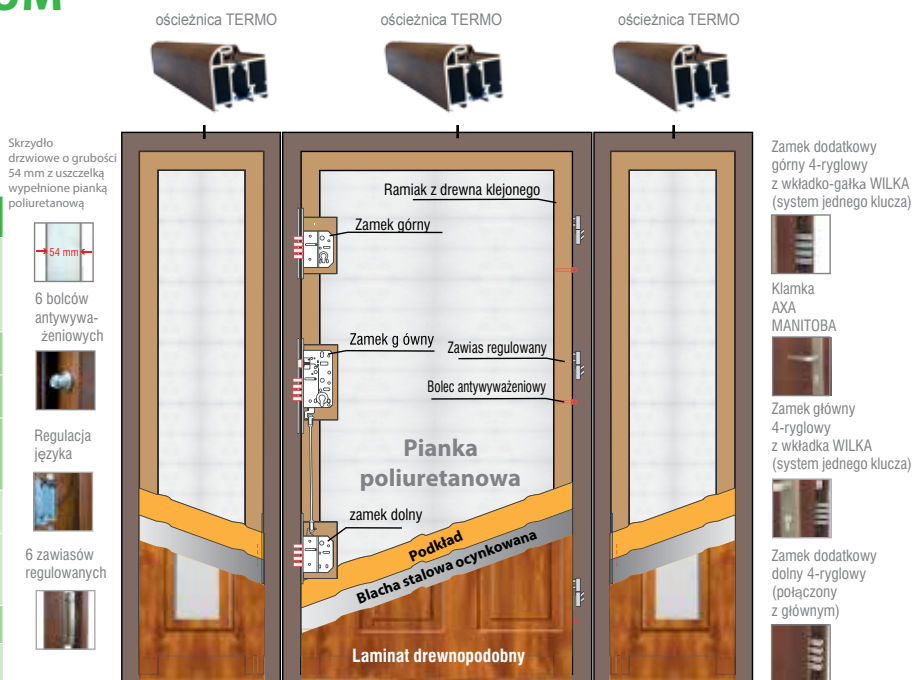 ościeżnica TERMO
ościeżnica TERMO
ościeżnica TERMO
Skrzydło
drzwiowe o grubości
54 mm z uszczelką
wypełnione pianką
poliuretanową
54 mm
6 bolców
antywywa-
żeniowych
Regulacja
języka
6 zawiasów
regulowanych
Ramiak z drewna klejonego
Zamek górny
Zamek g ówny
Zawias regulowany
Bolec antywyważeniowy
Pianka
poliuretanowa
zamek dolny
Podkład
Blacha stalowa ocynkowana
Laminat drewnopodobny
Zamek dodatkowy
górny 4-ryglowy
z wkładko-gałka WILKA
(system jednego klucza)
Klamka
AXA
MANITOBA
Zamek główny
4-ryglowy
z wkładka WILKA
(system jednego klucza)
Zamek dodatkowy
dolny 4-ryglowy
(połączony
z głównym)